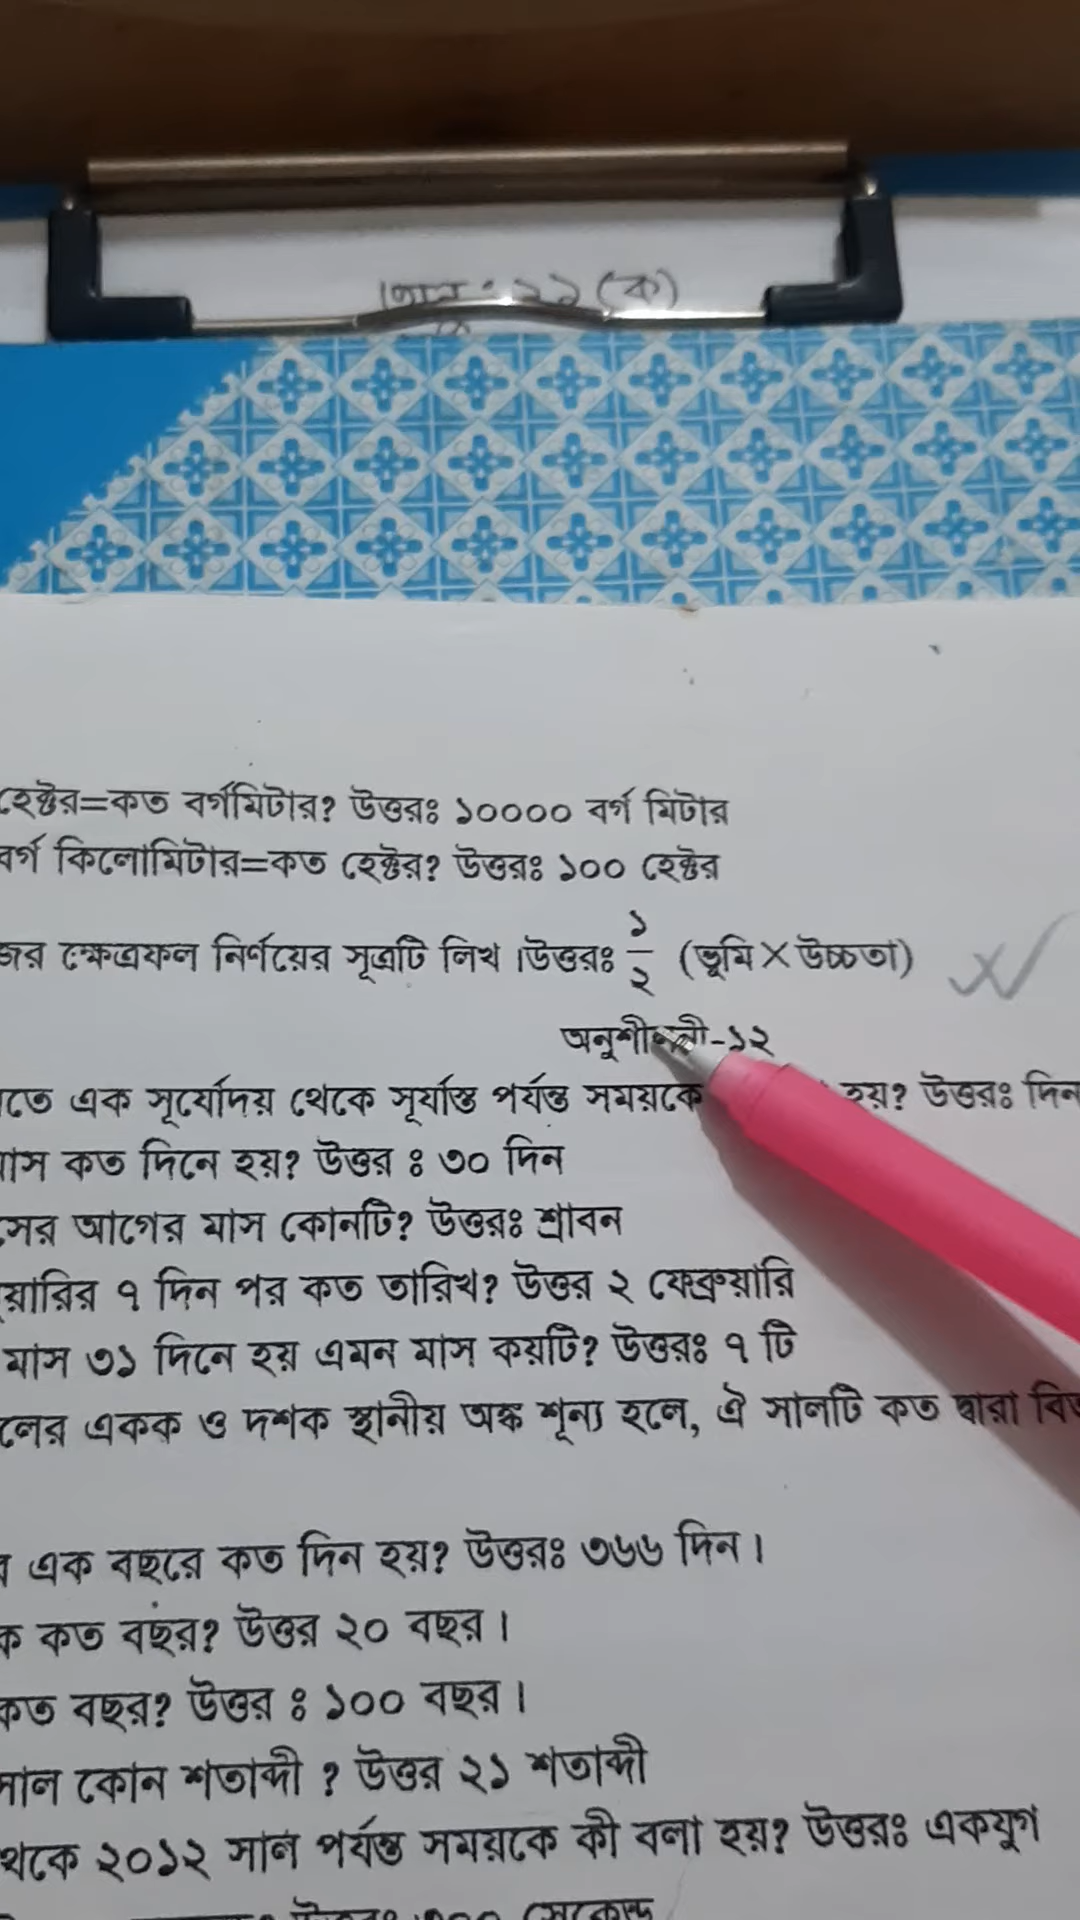 ২১ (ক)
হেক্টর=কত বর্গমিটার? উত্তরঃ ১০০০০ বর্গ মিটার
বর্গ কিলোমিটার=কত হেক্টর? উত্তরঃ ১০০ হেক্টর
জর ক্ষেত্রফল নির্ণয়ের সূত্রটি লিখ।উত্তরঃ ১/২ (ভূমি×উচ্চতা)
অনুশীলনী-১২
তে এক সূর্যোদয় থেকে সূর্যাস্ত পর্যন্ত সময়কে হয়? উত্তরঃ দিন
মাস কত দিনে হয়? উত্তর ঃ ৩০ দিন
সের আগের মাস কোনটি? উত্তরঃ শ্রাবন
য়ারির ৭ দিন পর কত তারিখ? উত্তর ২ ফেব্রুয়ারি
মাস ৩১ দিনে হয় এমন মাস কয়টি? উত্তরঃ ৭ টি
লের একক ও দশক স্থানীয় অঙ্ক শূন্য হলে, ঐ সালটি কত দ্বারা বি
এক বছরে কত দিন হয়? উত্তরঃ ৩৬৬ দিন।
ক কত বছর? উত্তর ২০ বছর।
কত বছর? উত্তর ঃ ১০০ বছর।
সাল কোন শতাব্দী ? উত্তর ২১ শতাব্দী
থেকে ২০১২ সাল পর্যন্ত সময়কে কী বলা হয়? উত্তরঃ একযুগ
সেকেন্ড